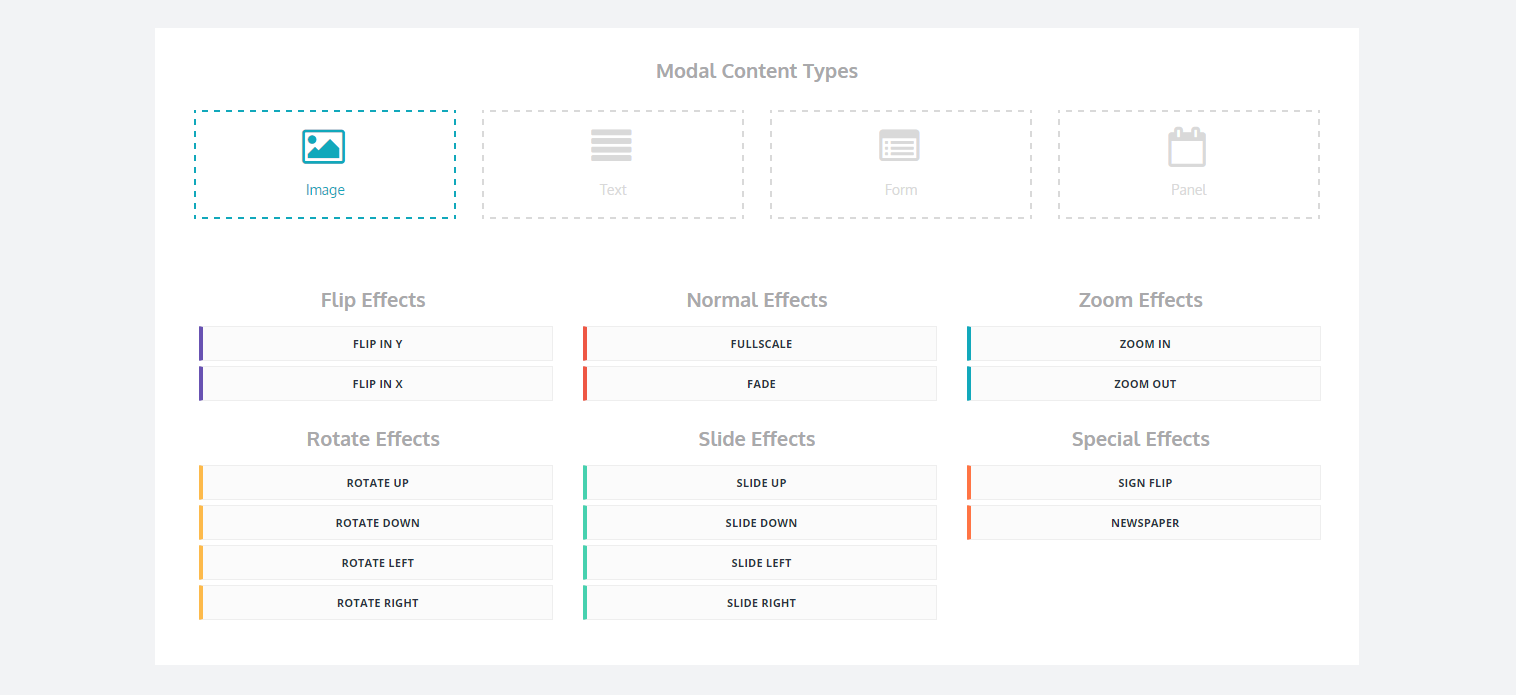 Modal Content Types
Image
Text
Form
Panel
Flip Effects
FLIP IN Y
FLIP IN X
Normal Effects
FULLSCALE
FADE
Zoom Effects
ZOOM IN
ZOOM OUT
Rotate Effects
ROTATE UP
ROTATE DOWN
ROTATE LEFT
ROTATE RIGHT
Slide Effects
SLIDE UP
SLIDE DOWN
SLIDE LEFT
SLIDE RIGHT
Special Effects
SIGN FLIP
NEWSPAPER